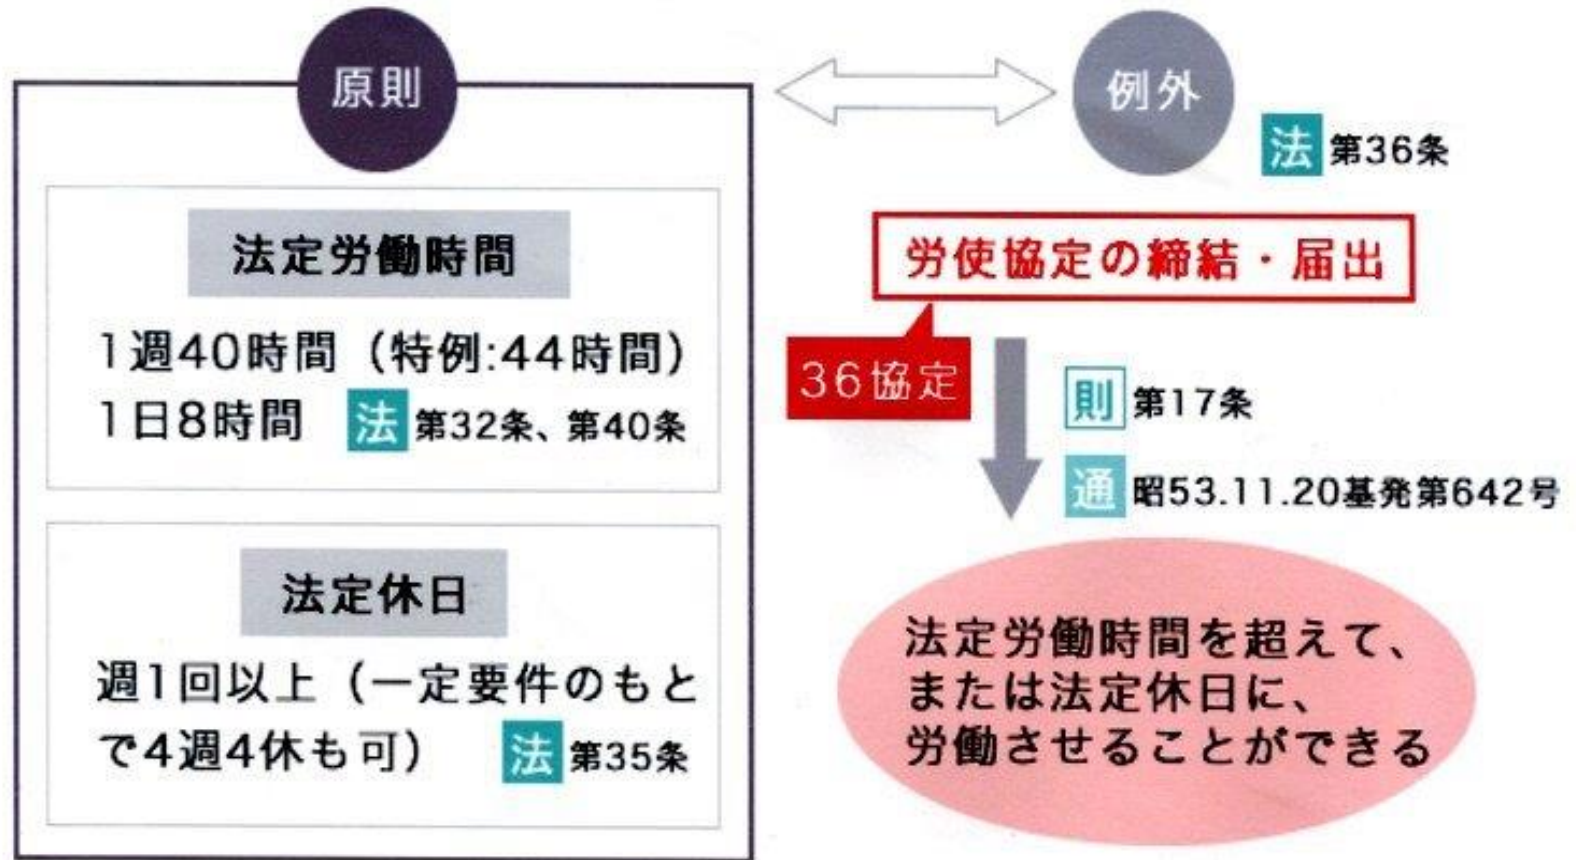 原則
法定労働時間
1週40時間（特例:44時間）
1日8時間 法 第32条、第40条
法定休日
週1回以上（一定要件のもと
で4週4休も可） 法 第35条
例外
法 第36条
労使協定の締結・届出
36協定
則 第17条
通 昭53.11.20基発第642号
法定労働時間を超えて、
または法定休日に、
労働させることができる